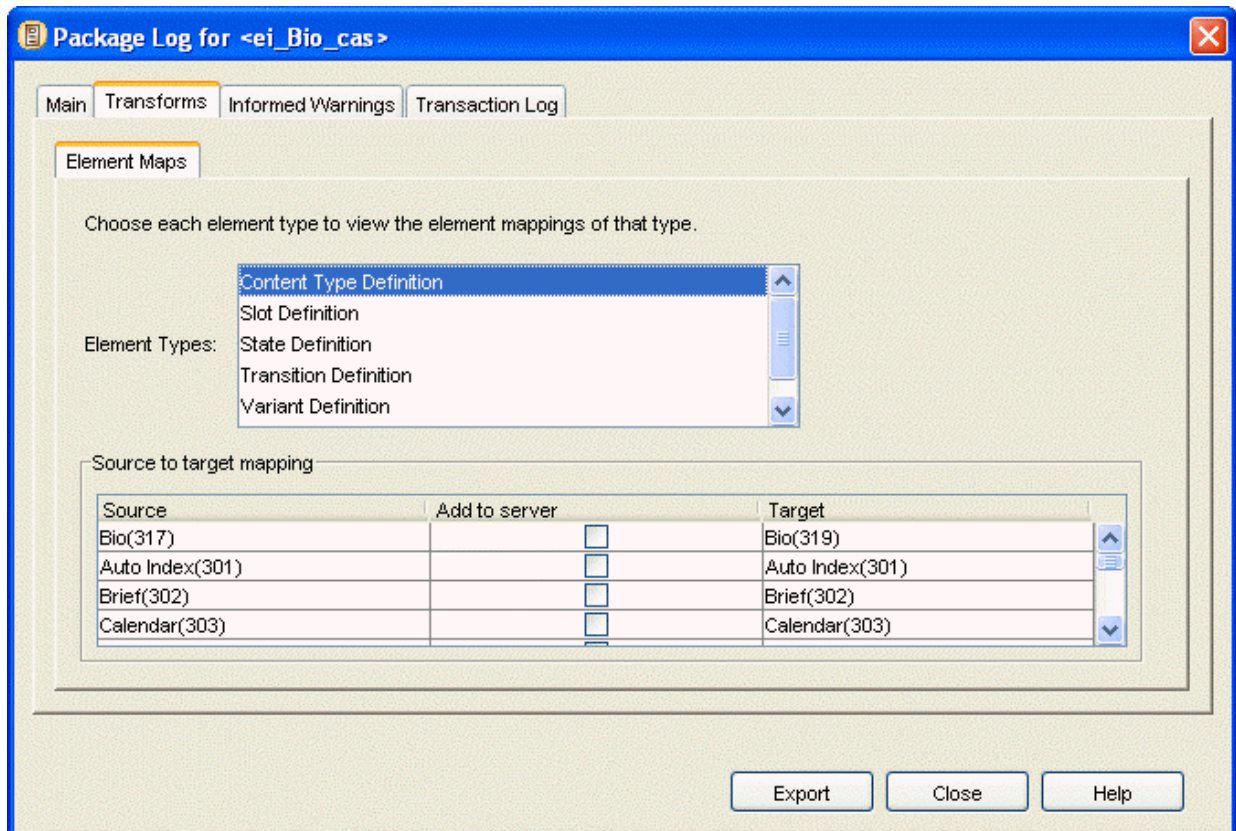 Package Log for <ei_Bio_cas>
Main Transforms Informed Warnings Transaction Log
Element Maps
Choose each element type to view the element mappings of that type.
Content Type Definition
Slot Definition
Element Types: State Definition
Transition Definition
Variant Definition
Source to target mapping
Source Add to server Target
Bio(317) Bio(319)
Auto Index(301) Auto Index(301)
Brief(302) Brief(302)
Calendar(303) Calendar(303)
Export Close Help